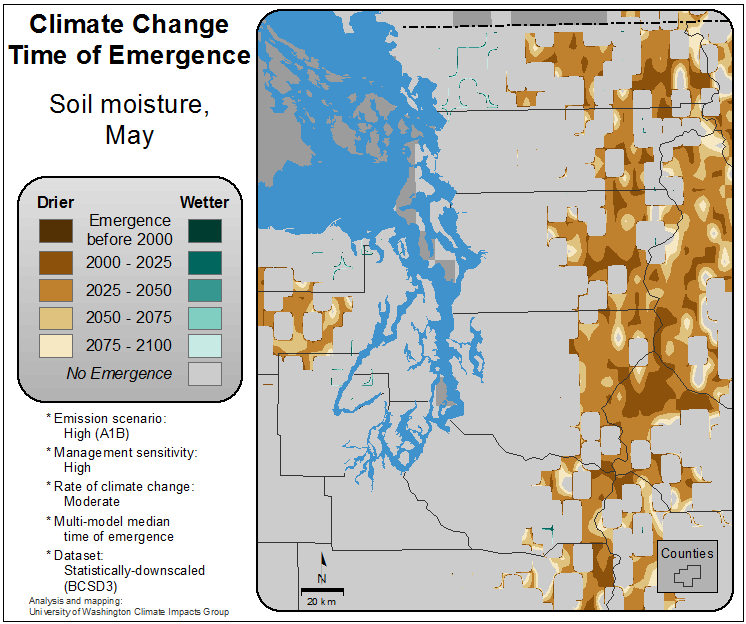 Climate Change
Time of Emergence
Soil moisture,
May
Drier
Wetter
Emergence
before 2000
2000 - 2025
2025 - 2050
2050 - 2075
2075 - 2100
No Emergence
* Emission scenario:
High (A1B)
* Management sensitivity:
High
* Rate of climate change:
Moderate
* Multi-model median
time of emergence
* Dataset:
Statistically-downscaled
(BCSD3)
Analysis and mapping:
University of Washington Climate Impacts Group
N
20 km
Counties